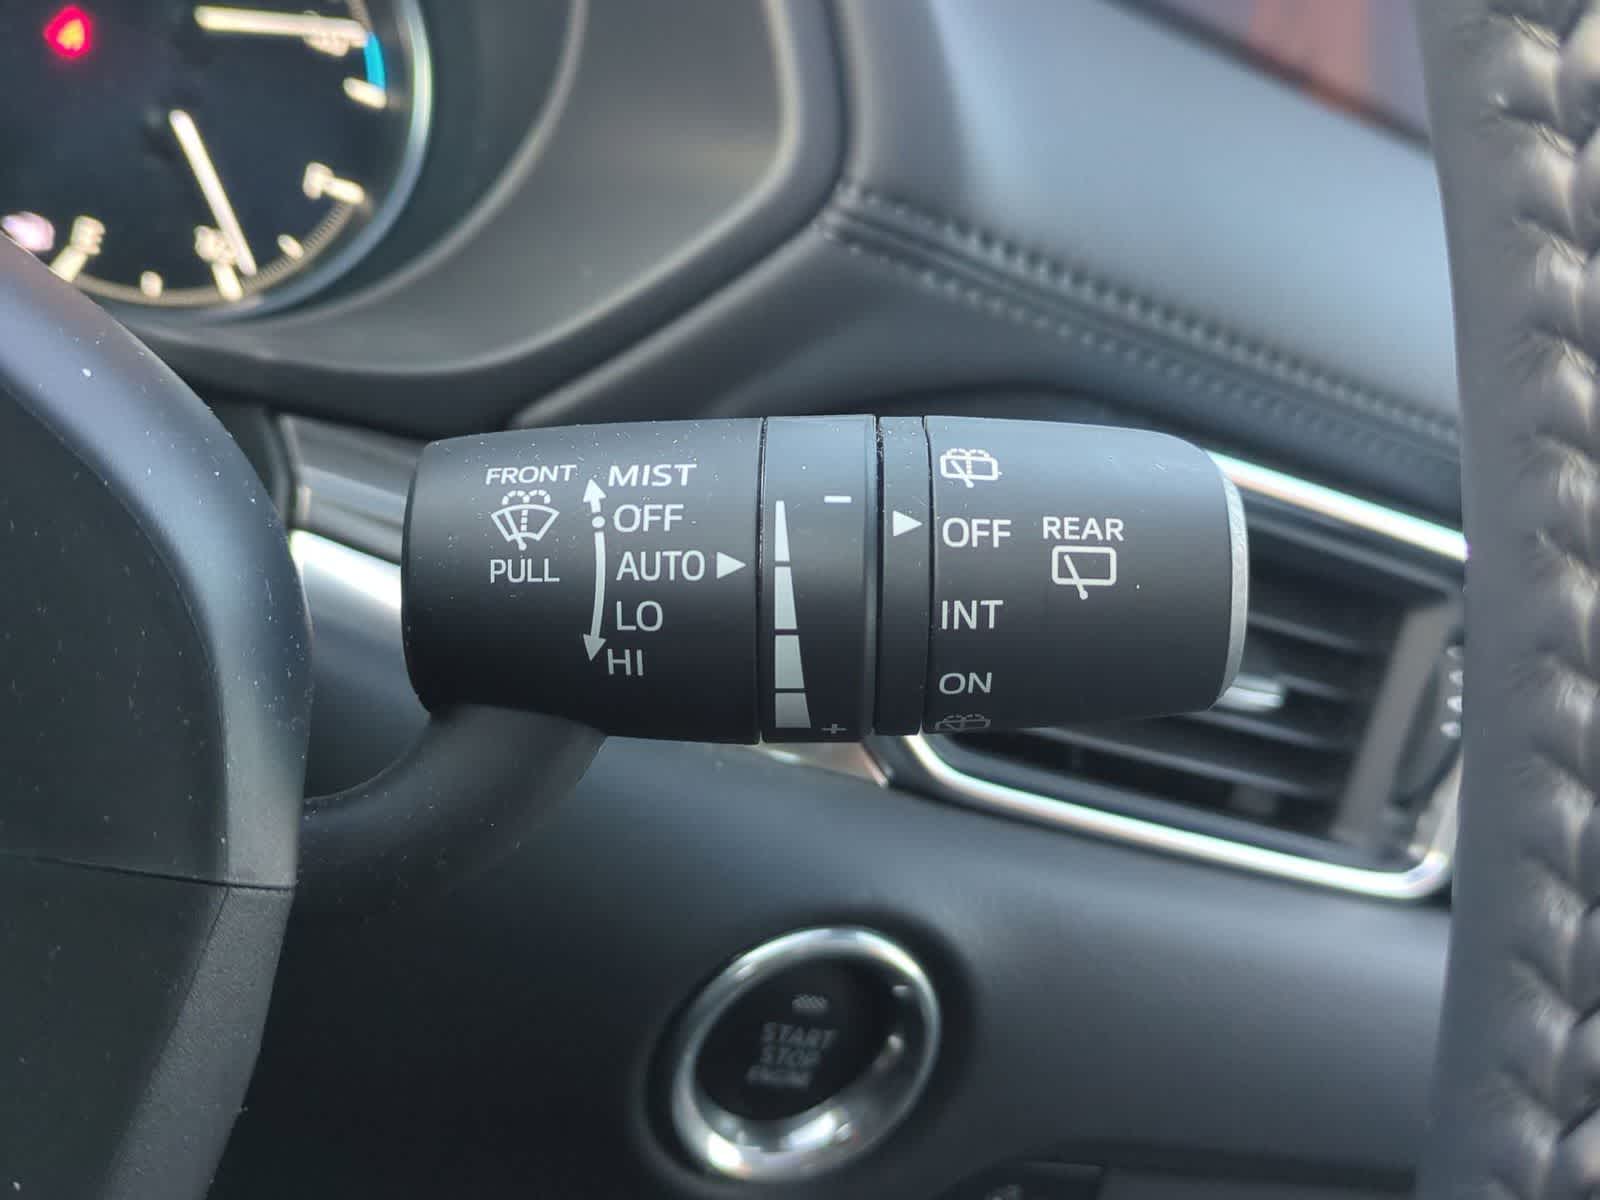 FRONT
PULL
MIST
OFF
AUTO
LO
HI
−
+
OFF
INT
ON
REAR
START
STOP
ENGINE
F
E